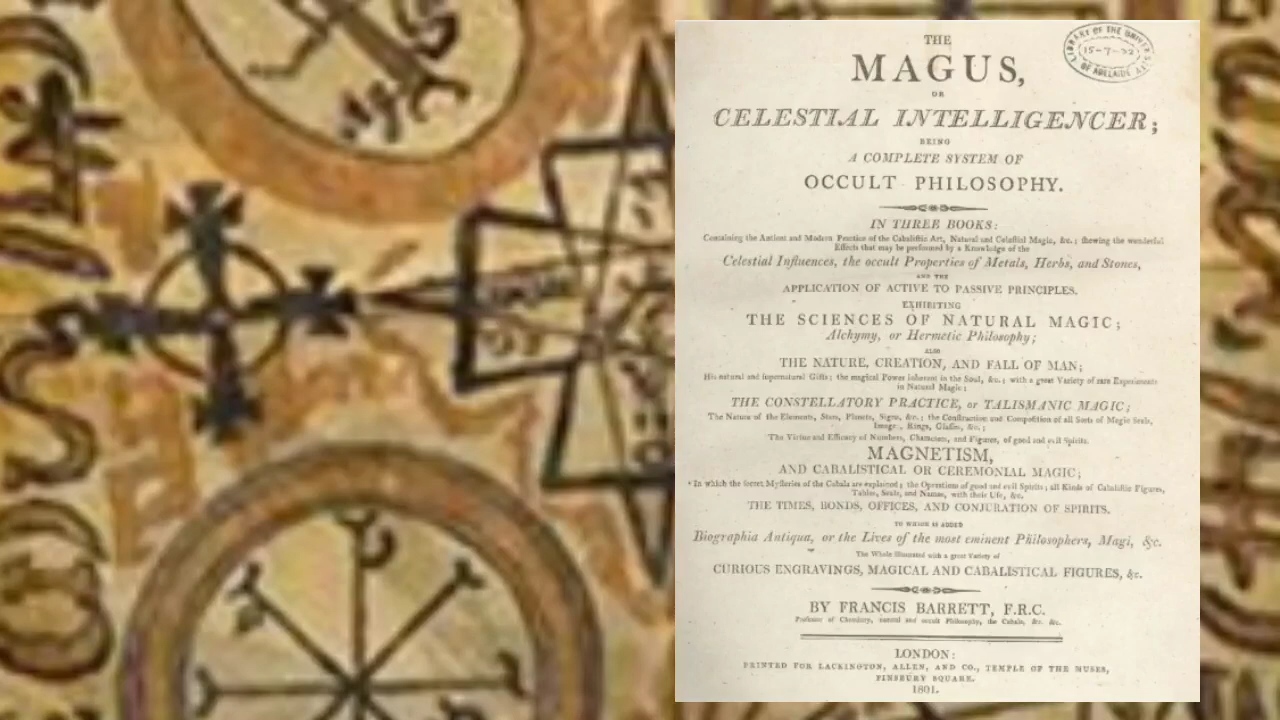 THE
MAGUS,
OR
CELESTIAL INTELLIGENCER;
BEING
A COMPLETE SYSTEM OF
OCCULT PHILOSOPHY.
IN THREE BOOKS:
Containing the Antient and Modern Practice of the Cabaliſtic Art, Natural and Celeſtial Magic, &c.; ſhewing the wonderful
Effects that may be performed by a Knowledge of the
Celestial Influences, the occult Properties of Metals, Herbs, and Stones,
AND THE
APPLICATION OF ACTIVE TO PASSIVE PRINCIPLES.
EXHIBITING
THE SCIENCES OF NATURAL MAGIC;
Alchymy, or Hermetic Philosophy;
ALSO
THE NATURE, CREATION, AND FALL OF MAN;
His natural and ſupernatural Gifts; the magical Power inherent in the Soul, &c.; with a great Variety of rare Experiments
in Natural Magic;
THE CONSTELLATORY PRACTICE, or TALISMANIC MAGIC;
The Nature of the Elements, Stars, Planets, Signs, &c.; the Conſtruction and Compoſition of all Sorts of Magic Seals,
Images, Rings, Glaſſes, &c.;
The Virtue and Efficacy of Numbers, Characters, and Figures, of good and evil Spirits.
MAGNETISM,
AND CABALISTICAL OR CEREMONIAL MAGIC;
In which the ſecret Myſteries of the Cabala are explained; the Operations of good and evil Spirits; all Kinds of Cabaliſtic Figures,
Tables, Seals, and Names, with their Uſe, &c.
THE TIMES, BONDS, OFFICES, AND CONJURATION OF SPIRITS.
TO WHICH IS ADDED
Biographia Antiqua, or the Lives of the most eminent Philosophers, Magi, &c.
The Whole illuſtrated with a great Variety of
CURIOUS ENGRAVINGS, MAGICAL AND CABALISTICAL FIGURES, &c.
BY FRANCIS BARRETT, F.R.C.
Profeſſor of Chemiſtry, natural and occult Philoſophy, the Cabala, &c. &c.
LONDON:
PRINTED FOR LACKINGTON, ALLEN, AND CO., TEMPLE OF THE MUSES,
FINSBURY SQUARE.
1801.
LIBRARY OF THE UNIVERSITY
15-7-22
OF ADELAIDE